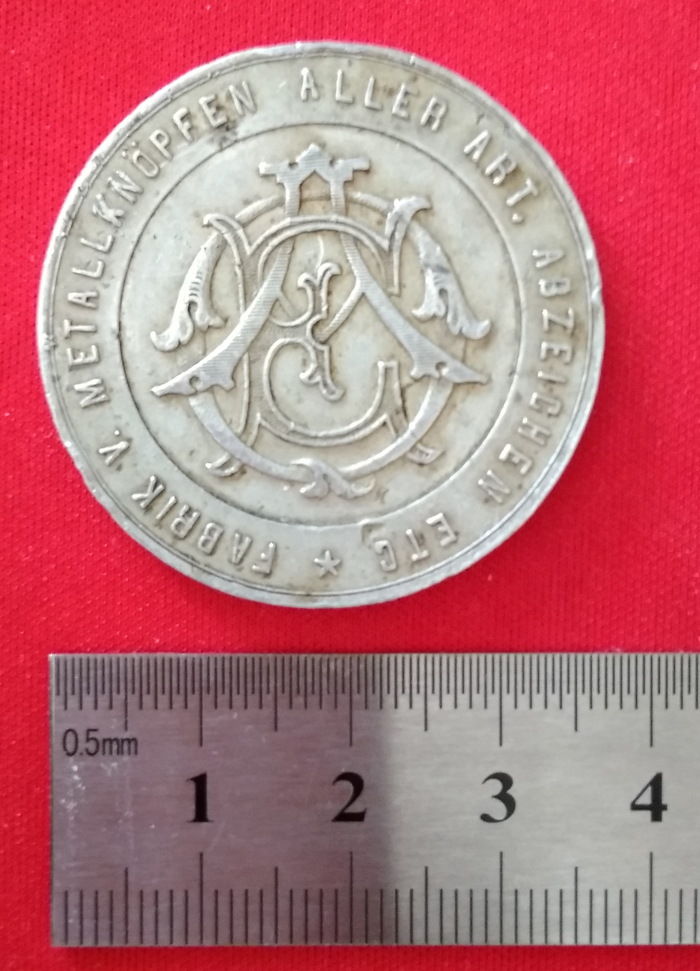 FABRIK V. METALLKNÖPFEN ALLER ART. ABZEICHEN ETC ★
0.5mm
1 2 3 4